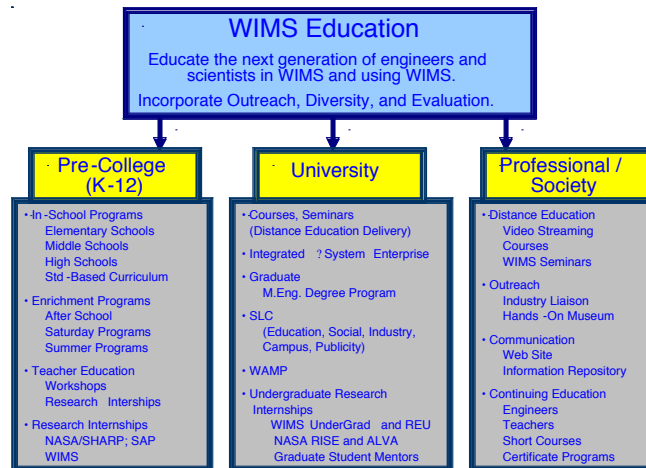 WIMS Education
Educate the next generation of engineers and
scientists in WIMS and using WIMS.
Incorporate Outreach, Diversity, and Evaluation.
Pre-College
(K-12)
• In-School Programs
Elementary Schools
Middle Schools
High Schools
Std-Based Curriculum
• Enrichment Programs
After School
Saturday Programs
Summer Programs
• Teacher Education
Workshops
Research Interships
• Research Internships
NASA/SHARP; SAP
WIMS
University
• Courses, Seminars
(Distance Education Delivery)
• Integrated ?System Enterprise
• Graduate
M.Eng. Degree Program
• SLC
(Education, Social, Industry,
Campus, Publicity)
• WAMP
• Undergraduate Research
Internships
WIMS UnderGrad and REU
NASA RISE and ALVA
Graduate Student Mentors
Professional /
Society
• Distance Education
Video Streaming
Courses
WIMS Seminars
• Outreach
Industry Liaison
Hands-On Museum
• Communication
Web Site
Information Repository
• Continuing Education
Engineers
Teachers
Short Courses
Certificate Programs